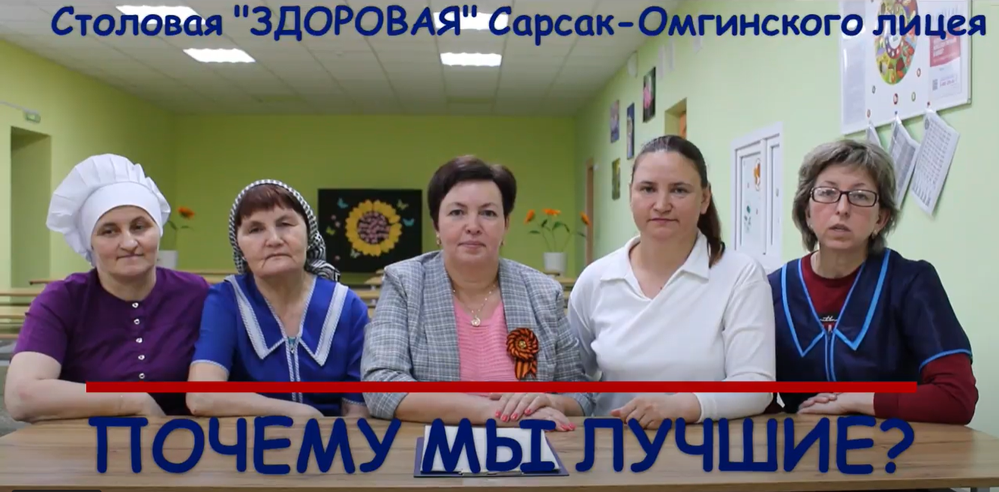 Столовая "ЗДОРОВАЯ" Сарсак-Омгинского лицея
ПОЧЕМУ МЫ ЛУЧШИЕ?